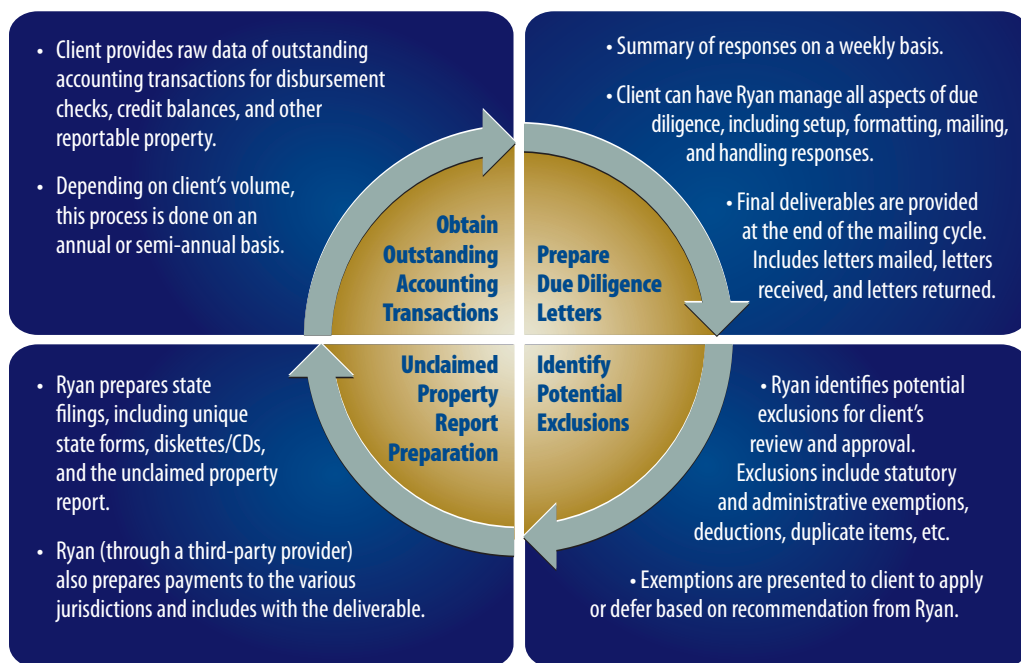 • Client provides raw data of outstanding
accounting transactions for disbursement
checks, credit balances, and other
reportable property.
• Depending on client’s volume,
this process is done on an
annual or semi-annual basis.
Obtain
Outstanding
Accounting
Transactions
• Summary of responses on a weekly basis.
• Client can have Ryan manage all aspects of due
diligence, including setup, formatting, mailing,
and handling responses.
• Final deliverables are provided
at the end of the mailing cycle.
Includes letters mailed, letters
received, and letters returned.
Prepare
Due Diligence
Letters
• Ryan prepares state
filings, including unique
state forms, diskettes/CDs,
and the unclaimed property
report.
• Ryan (through a third-party provider)
also prepares payments to the various
jurisdictions and includes with the deliverable.
Unclaimed
Property
Report
Preparation
Identify
Potential
Exclusions
• Ryan identifies potential
exclusions for client’s
review and approval.
Exclusions include statutory
and administrative exemptions,
deductions, duplicate items, etc.
• Exemptions are presented to client to apply
or defer based on recommendation from Ryan.